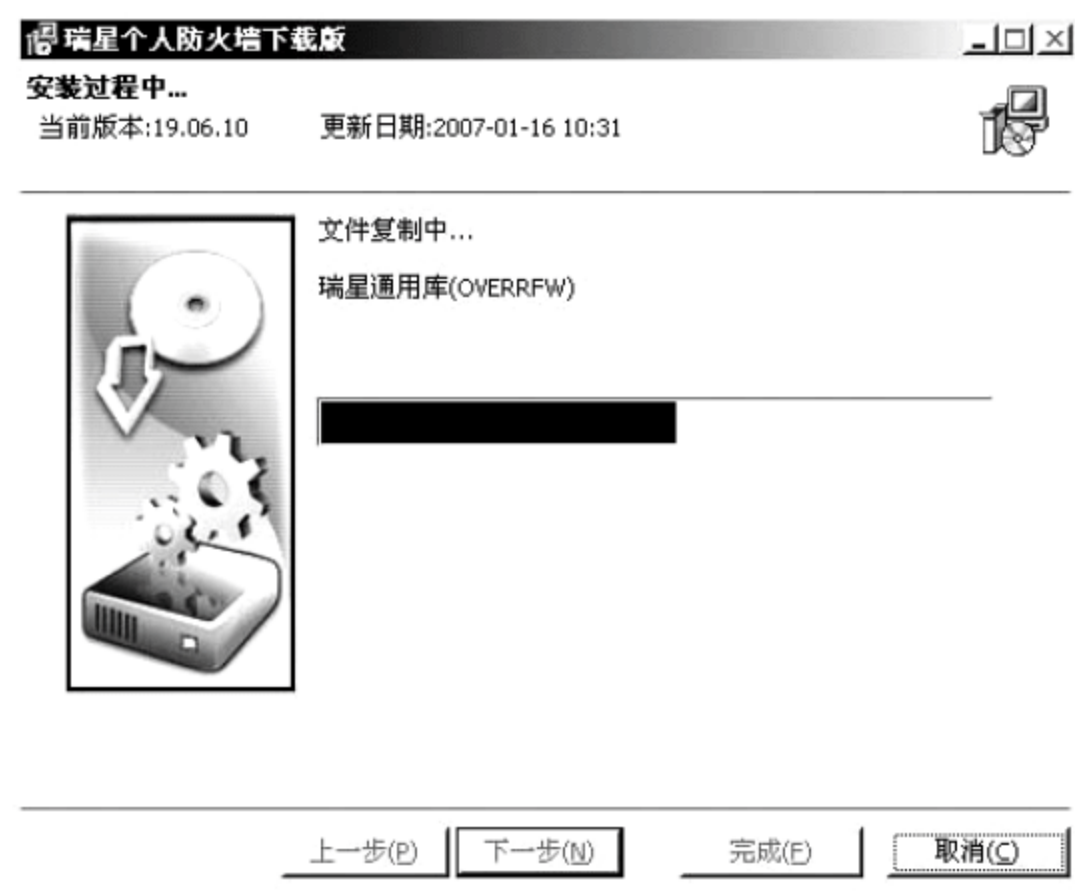 瑞星个人防火墙下载版
安装过程中...
当前版本:19.06.10 更新日期:2007-01-16 10:31
文件复制中...
瑞星通用库(OVERRFW)
上一步(P) 下一步(N) 完成(F) 取消(C)